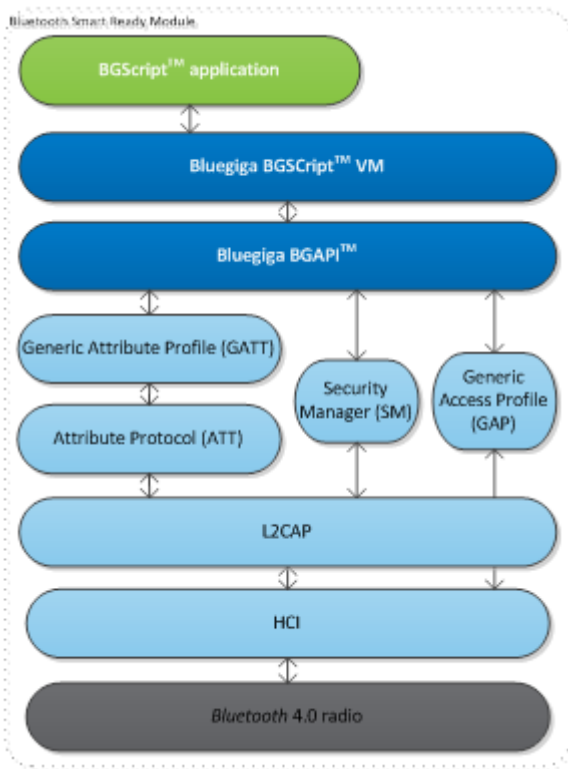 Bluetooth Smart Ready Module
BGScript™ application
Bluegiga BGSCript™ VM
Bluegiga BGAPI™
Generic Attribute Profile (GATT)
Security
Manager (SM)
Generic
Access Profile
(GAP)
Attribute Protocol (ATT)
L2CAP
HCI
Bluetooth 4.0 radio